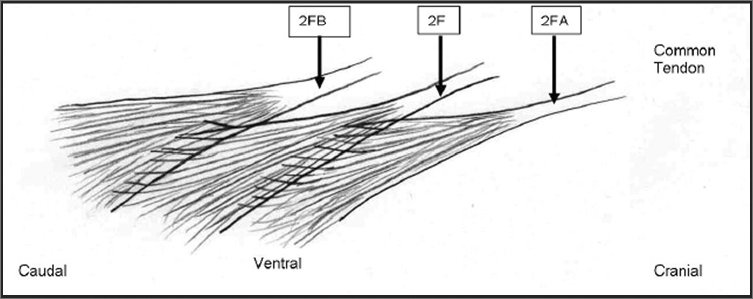 2FB
2F
2FA
Common
Tendon
Ventral
Caudal
Cranial